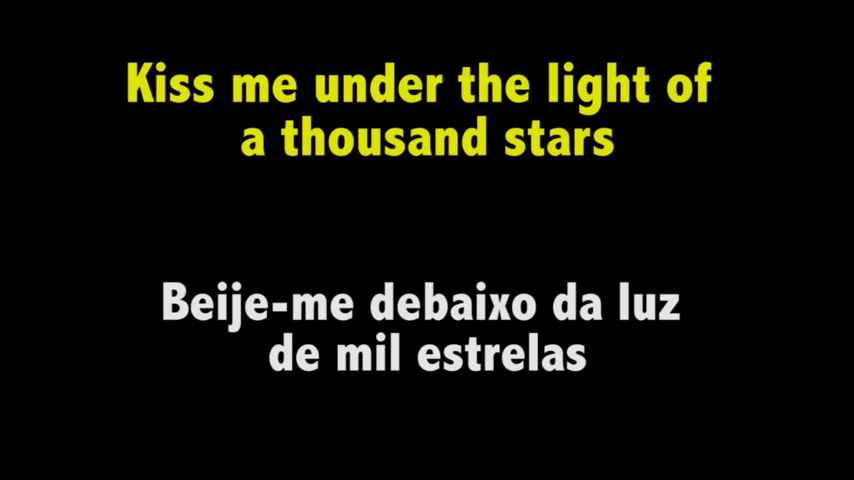 Kiss me under the light of
a thousand stars
Beije-me debaixo da luz
de mil estrelas